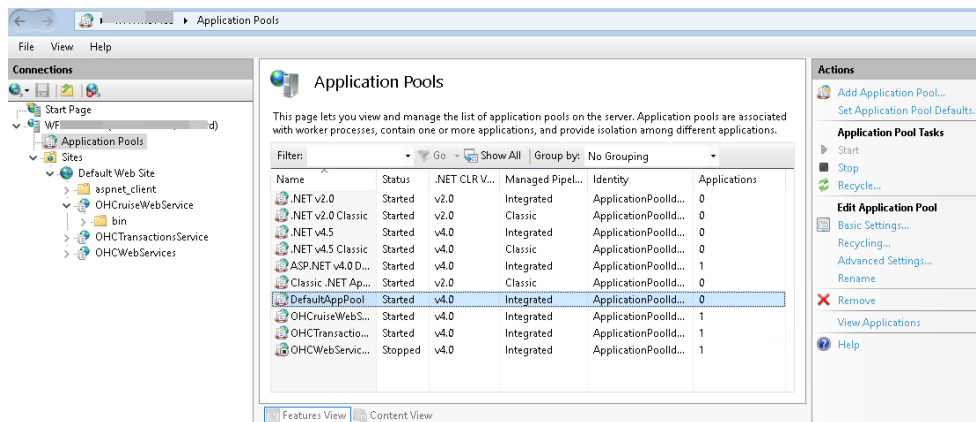 Application Pools
File View Help
Connections
Start Page
WF d)
Application Pools
Sites
Default Web Site
aspnet_client
OHCruiseWebService
bin
OHCTransactionsService
OHCWebServices
Application Pools
This page lets you view and manage the list of application pools on the server. Application pools are associated
with worker processes, contain one or more applications, and provide isolation among different applications.
Filter: Go Show All Group by: No Grouping
Name Status .NET CLR V... Managed Pipel... Identity Applications
.NET v2.0 Started v2.0 Integrated ApplicationPoolId... 0
.NET v2.0 Classic Started v2.0 Classic ApplicationPoolId... 0
.NET v4.5 Started v4.0 Integrated ApplicationPoolId... 0
.NET v4.5 Classic Started v4.0 Classic ApplicationPoolId... 0
ASP.NET v4.0 D... Started v4.0 Integrated ApplicationPoolId... 1
Classic .NET Ap... Started v2.0 Classic ApplicationPoolId... 0
DefaultAppPool Started v4.0 Integrated ApplicationPoolId... 0
OHCruiseWebS... Started v4.0 Integrated ApplicationPoolId... 1
OHCTransactio... Started v4.0 Integrated ApplicationPoolId... 1
OHCWebServic... Stopped v4.0 Integrated ApplicationPoolId... 1
Features View Content View
Actions
Add Application Pool...
Set Application Pool Defaults...
Application Pool Tasks
Start
Stop
Recycle...
Edit Application Pool
Basic Settings...
Recycling...
Advanced Settings...
Rename
Remove
View Applications
Help